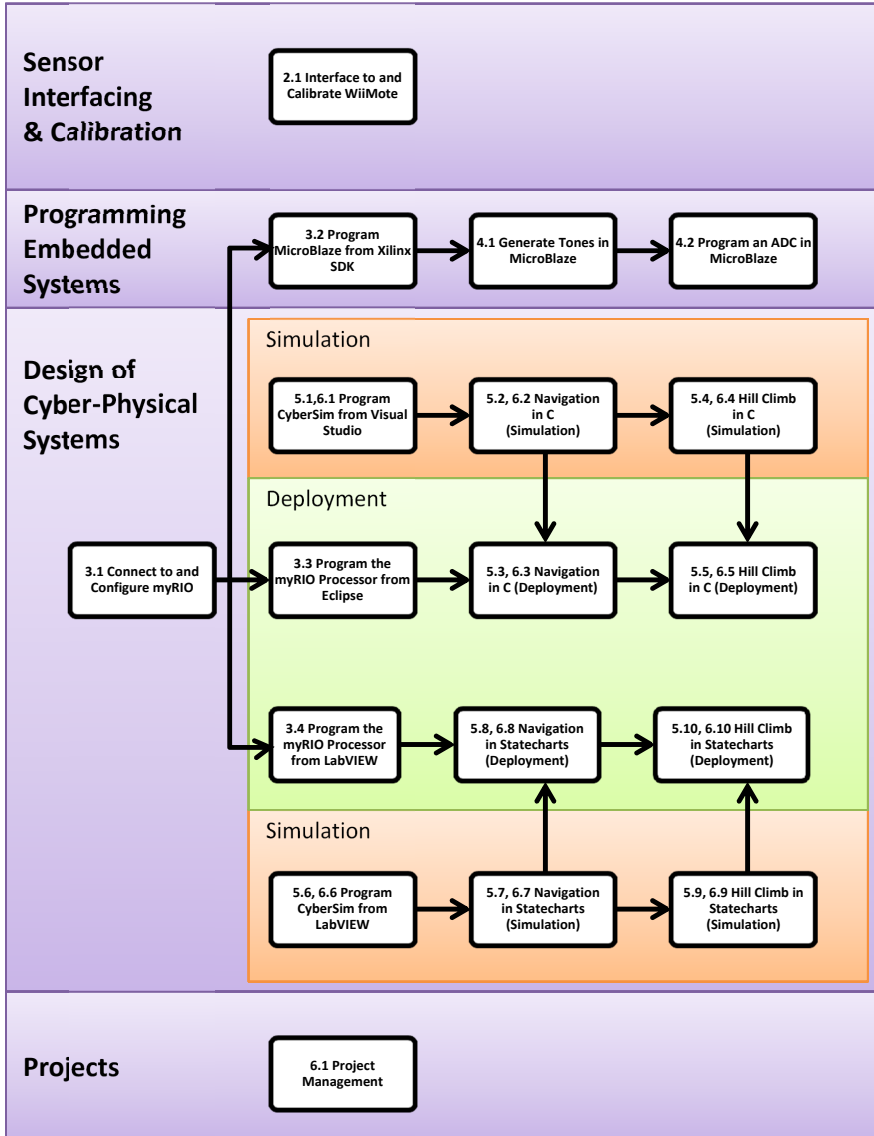 Sensor
Interfacing
& Calibration
2.1 Interface to and
Calibrate WiiMote
Programming
Embedded
Systems
3.2 Program
MicroBlaze from Xilinx
SDK
4.1 Generate Tones in
MicroBlaze
4.2 Program an ADC in
MicroBlaze
Design of
Cyber-Physical
Systems
Simulation
5.1,6.1 Program
CyberSim from Visual
Studio
5.2, 6.2 Navigation
in C
(Simulation)
5.4, 6.4 Hill Climb
in C
(Simulation)
Deployment
3.1 Connect to and
Configure myRIO
3.3 Program the
myRIO Processor from
Eclipse
5.3, 6.3 Navigation
in C (Deployment)
5.5, 6.5 Hill Climb
in C (Deployment)
3.4 Program the
myRIO Processor
from LabVIEW
5.8, 6.8 Navigation
in Statecharts
(Deployment)
5.10, 6.10 Hill Climb
in Statecharts
(Deployment)
Simulation
5.6, 6.6 Program
CyberSim from
LabVIEW
5.7, 6.7 Navigation
in Statecharts
(Simulation)
5.9, 6.9 Hill Climb in
Statecharts
(Simulation)
Projects
6.1 Project
Management